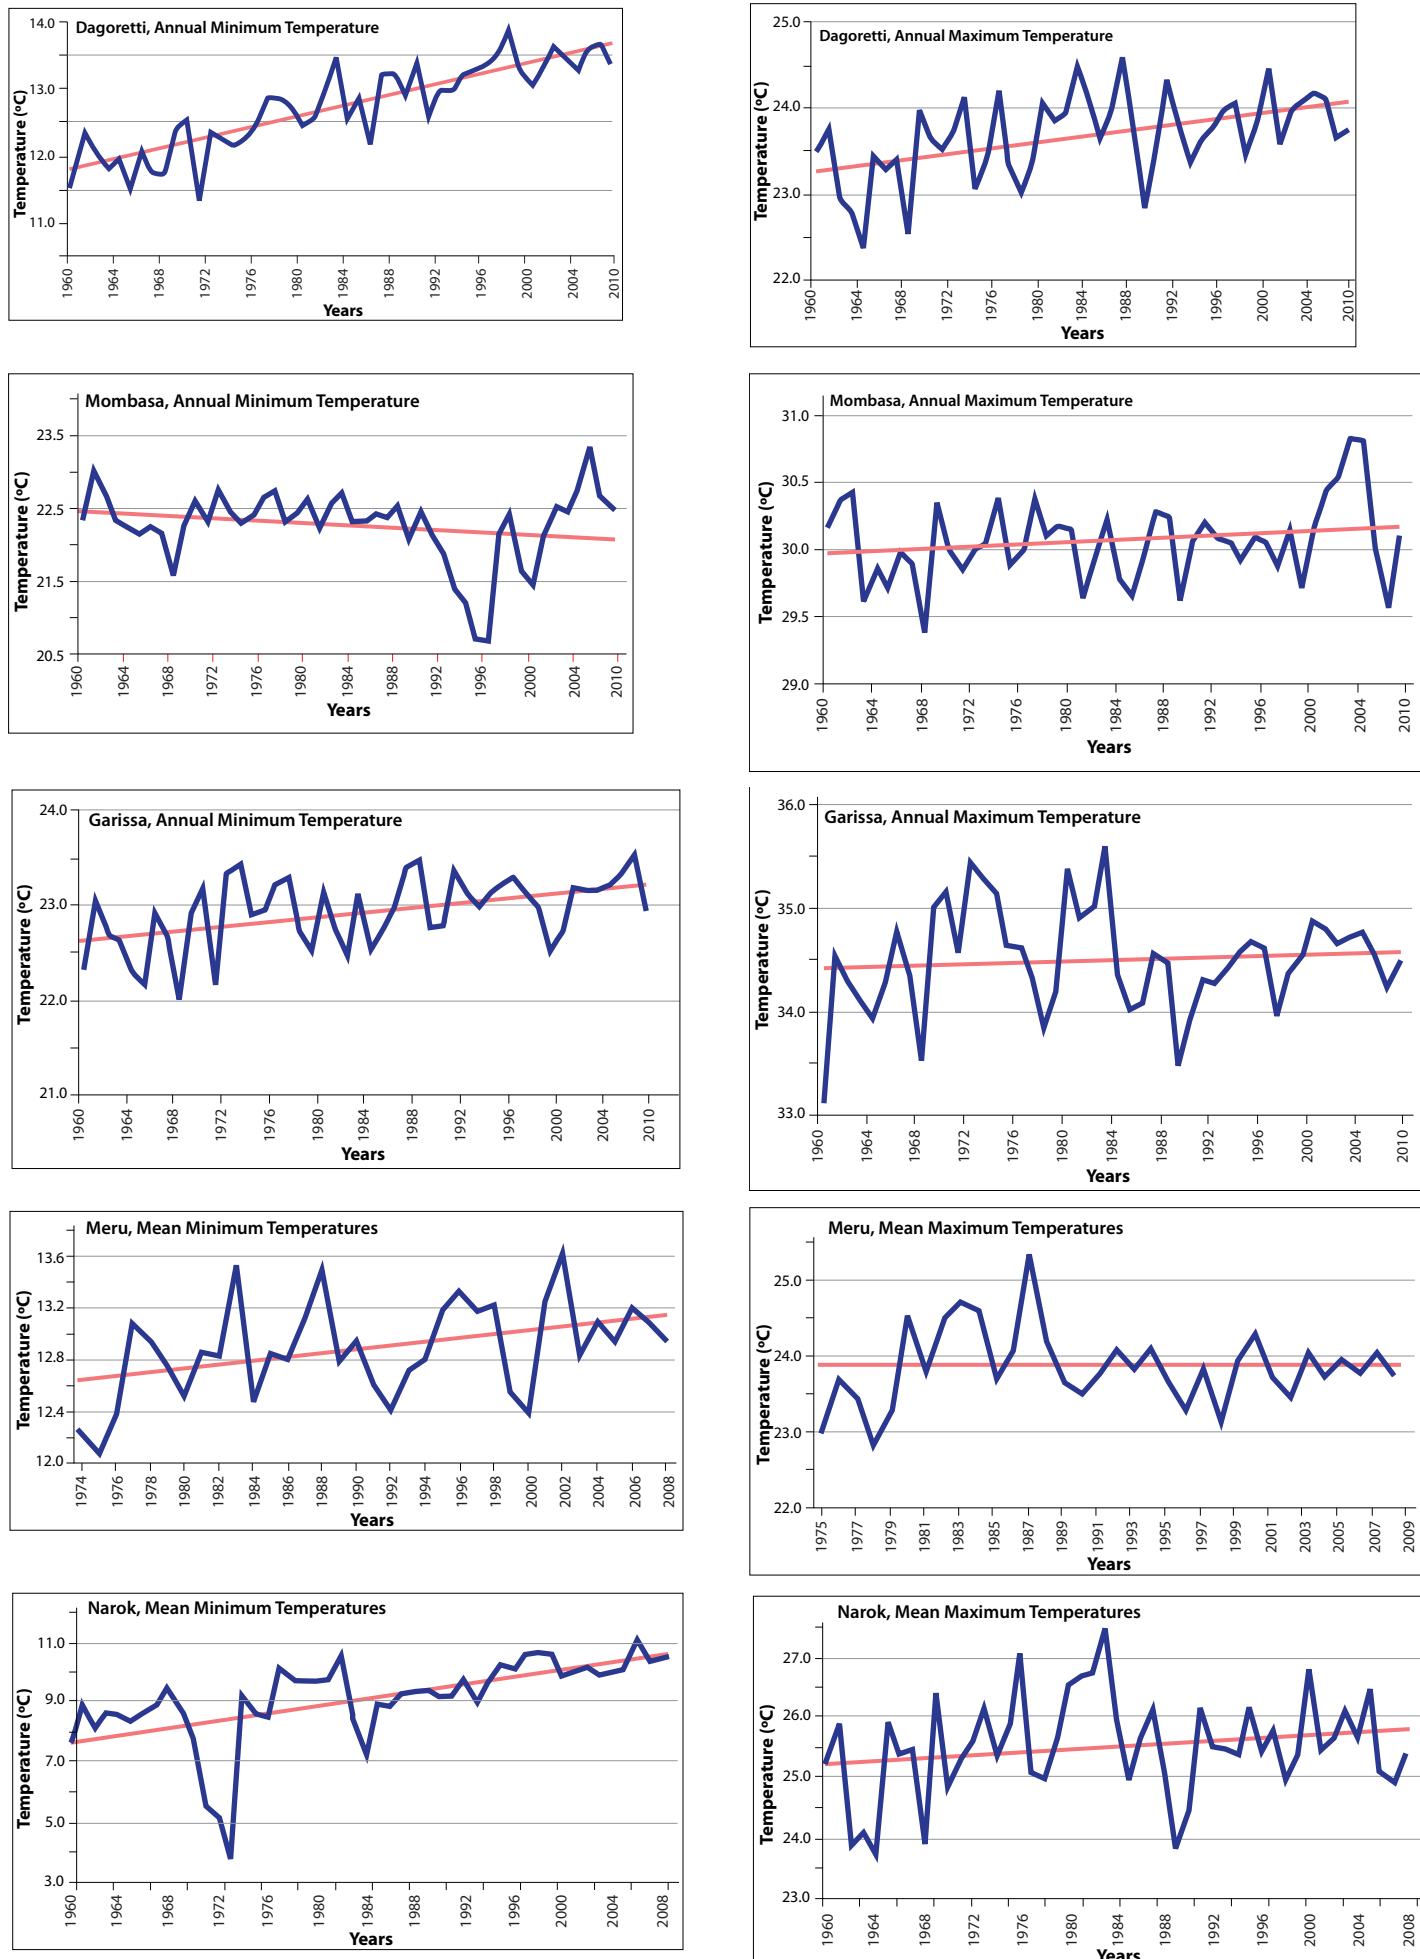 Dagoretti, Annual Minimum Temperature
Temperature (ºC)
14.0
13.0
12.0
11.0
1960 1964 1968 1972 1976 1980 1984 1988 1992 1996 2000 2004 2010
Years
Dagoretti, Annual Maximum Temperature
Temperature (ºC)
25.0
24.0
23.0
22.0
1960 1964 1968 1972 1976 1980 1984 1988 1992 1996 2000 2004 2010
Years
Mombasa, Annual Minimum Temperature
Temperature (ºC)
23.5
22.5
21.5
20.5
1960 1964 1968 1972 1976 1980 1984 1988 1992 1996 2000 2004 2010
Years
Mombasa, Annual Maximum Temperature
Temperature (ºC)
31.0
30.5
30.0
29.5
29.0
1960 1964 1968 1972 1976 1980 1984 1988 1992 1996 2000 2004 2010
Years
Garissa, Annual Minimum Temperature
Temperature (ºC)
24.0
23.0
22.0
21.0
1960 1964 1968 1972 1976 1980 1984 1988 1992 1996 2000 2004 2010
Years
Garissa, Annual Maximum Temperature
Temperature (ºC)
36.0
35.0
34.0
33.0
1960 1964 1968 1972 1976 1980 1984 1988 1992 1996 2000 2004 2010
Years
Meru, Mean Minimum Temperatures
Temperature (ºC)
13.6
13.2
12.8
12.4
12.0
1974 1976 1978 1980 1982 1984 1986 1988 1990 1992 1994 1996 1998 2000 2002 2004 2006 2008
Years
Meru, Mean Maximum Temperatures
Temperature (ºC)
25.0
24.0
23.0
22.0
1975 1977 1979 1981 1983 1985 1987 1989 1991 1993 1995 1997 1999 2001 2003 2005 2007 2009
Years
Narok, Mean Minimum Temperatures
Temperature (ºC)
11.0
9.0
7.0
5.0
3.0
1960 1964 1968 1972 1976 1980 1984 1988 1992 1996 2000 2004 2008
Years
Narok, Mean Maximum Temperatures
Temperature (ºC)
27.0
26.0
25.0
24.0
23.0
1960 1964 1968 1972 1976 1980 1984 1988 1992 1996 2000 2004 2008
Years